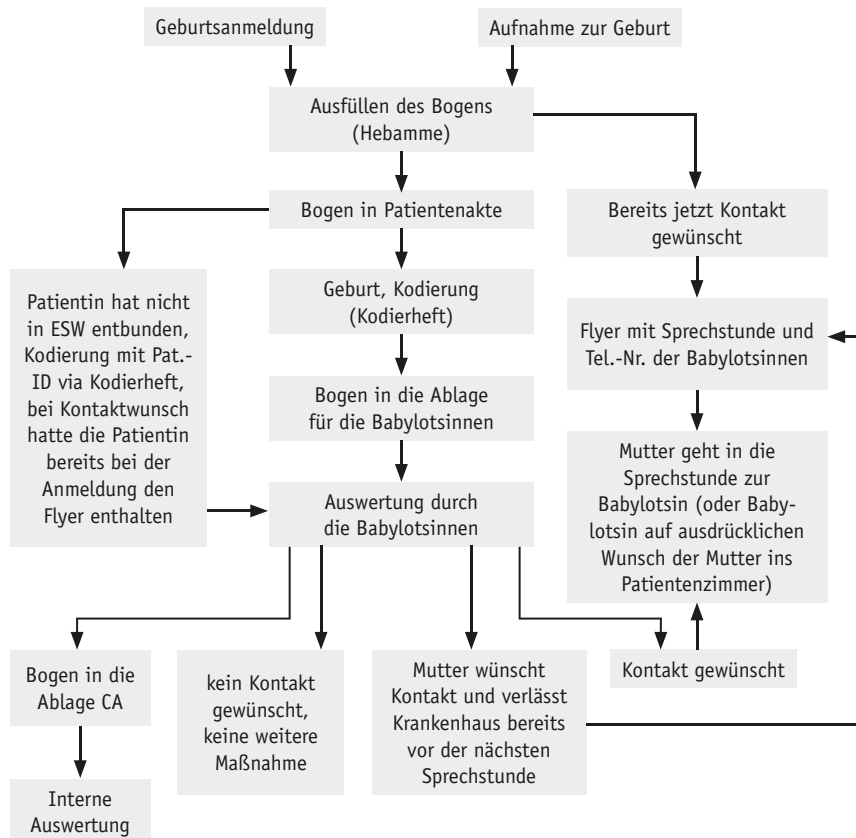 Geburtsanmeldung
Aufnahme zur Geburt
Ausfüllen des Bogens
(Hebamme)
Bogen in Patientenakte
Bereits jetzt Kontakt
gewünscht
Patientin hat nicht
in ESW entbunden,
Kodierung mit Pat.-
ID via Kodierheft,
bei Kontaktwunsch
hatte die Patientin
bereits bei der
Anmeldung den
Flyer enthalten
Geburt, Kodierung
(Kodierheft)
Flyer mit Sprechstunde und
Tel.-Nr. der Babylotsinnen
Bogen in die Ablage
für die Babylotsinnen
Mutter geht in die
Sprechstunde zur
Babylotsin (oder Baby-
lotsin auf ausdrücklichen
Wunsch der Mutter ins
Patientenzimmer)
Auswertung durch
die Babylotsinnen
Bogen in die
Ablage CA
kein Kontakt
gewünscht,
keine weitere
Maßnahme
Mutter wünscht
Kontakt und verlässt
Krankenhaus bereits
vor der nächsten
Sprechstunde
Kontakt gewünscht
Interne
Auswertung